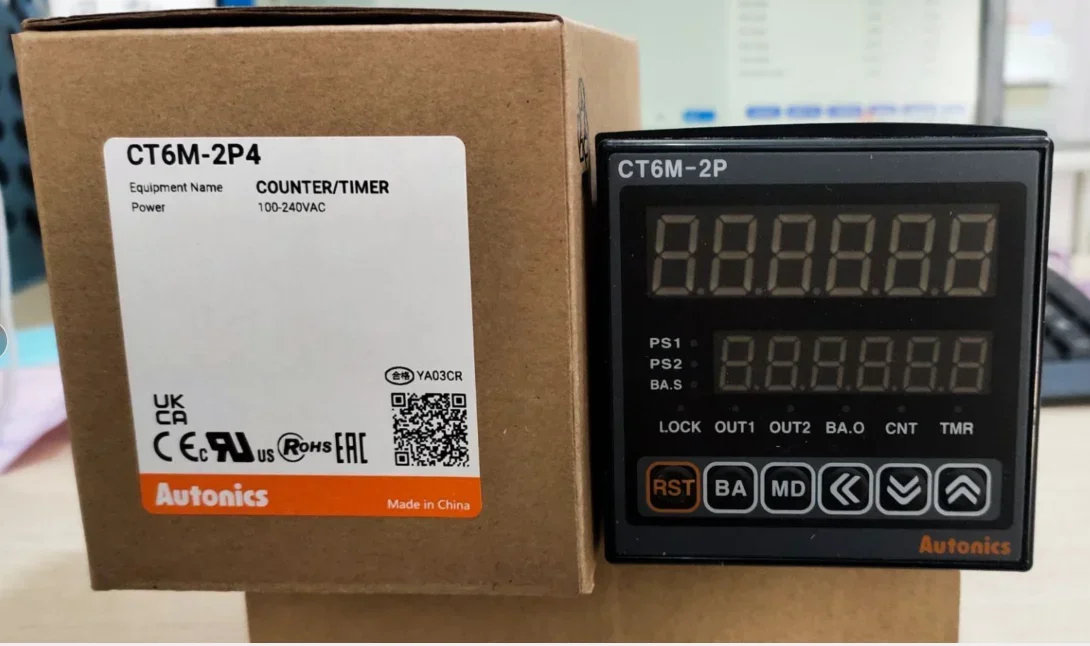 CT6M-2P4
Equipment Name COUNTER/TIMER
Power 100-240VAC
合格 YA03CR
UK
CA
CE c RU US RoHS EAC
Autonics
Made in China
CT6M-2P
PS1
PS2
BA.S
LOCK OUT1 OUT2 BA.O CNT TMR
RST BA MD
Autonics